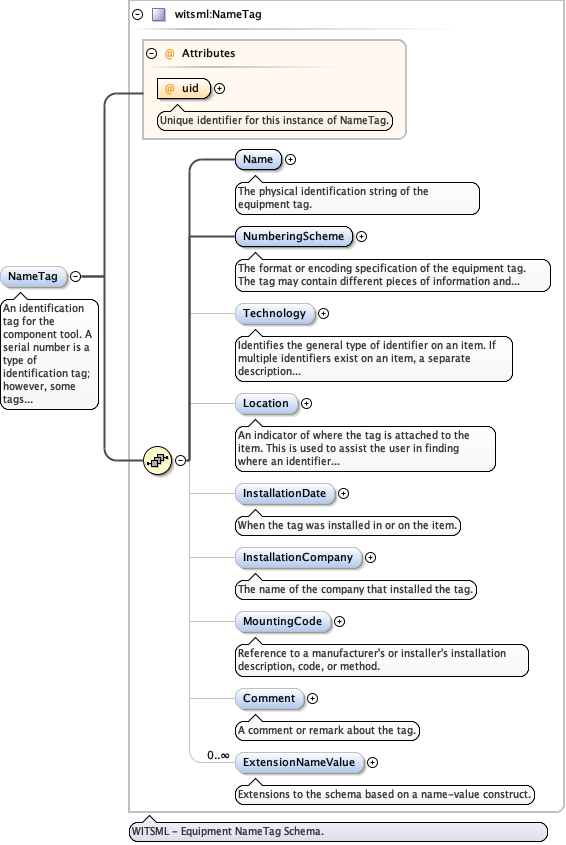 witsml:NameTag
@ Attributes
@ uid
Unique identifier for this instance of NameTag.
Name
The physical identification string of the
equipment tag.
NumberingScheme
The format or encoding specification of the equipment tag.
The tag may contain different pieces of information and...
NameTag
An identification
tag for the
component tool. A
serial number is a
type of
identification tag;
however, some
tags...
Technology
Identifies the general type of identifier on an item. If
multiple identifiers exist on an item, a separate
description...
Location
An indicator of where the tag is attached to the
item. This is used to assist the user in finding
where an identifier...
InstallationDate
When the tag was installed in or on the item.
InstallationCompany
The name of the company that installed the tag.
MountingCode
Reference to a manufacturer's or installer's installation
description, code, or method.
Comment
A comment or remark about the tag.
0..∞
ExtensionNameValue
Extensions to the schema based on a name-value construct.
WITSML - Equipment NameTag Schema.